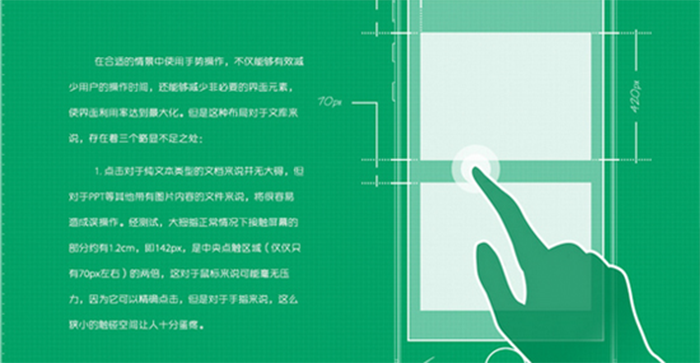 在合适的情景中使用手势操作，不仅能够有效减
少用户的操作时间，还能够减少非必要的界面元素，
使界面利用率达到最大化。但是这种布局对于文库来
说，存在着三个略显不足之处：
1. 点击对于纯文本类型的文档来说并无大碍，但
对于PPT等其他带有图片内容的文件来说，将很容易
造成误操作。经测试，大拇指正常情况下接触屏幕的
部分约有1.2cm，即142px，是中央点触区域（仅仅只
有70px左右）的两倍，这对于鼠标来说可能毫无压
力，因为它可以精确点击，但是对于手指来说，这么
狭小的触碰空间让人十分蛋疼。
70px
420px